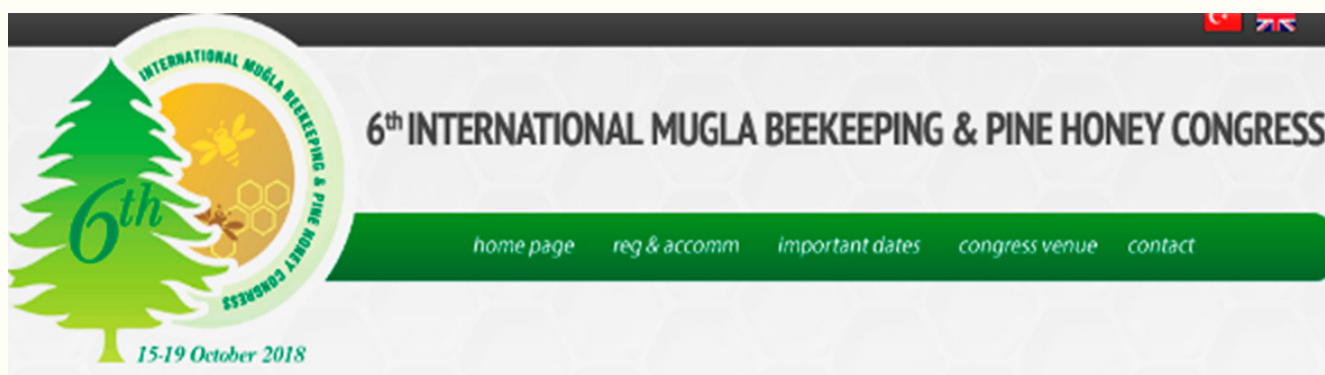 INTERNATIONAL MUĞLA BEEKEEPING & PINE HONEY CONGRESS
6th
15-19 October 2018
6th INTERNATIONAL MUGLA BEEKEEPING & PINE HONEY CONGRESS
home page reg & accomm important dates congress venue contact